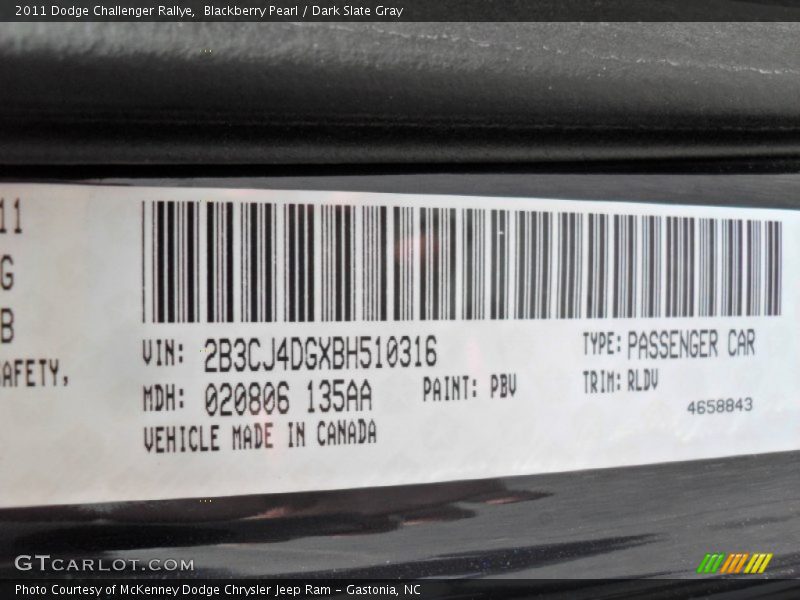 2011 Dodge Challenger Rallye, Blackberry Pearl / Dark Slate Gray
11
G
B
AFETY,
VIN: 2B3CJ4DGXBH510316 TYPE: PASSENGER CAR
MDH: 020806 135AA PAINT: PBV TRIM: RLDV
4658843
VEHICLE MADE IN CANADA
GTCARLOT.COM
Photo Courtesy of McKenney Dodge Chrysler Jeep Ram - Gastonia, NC